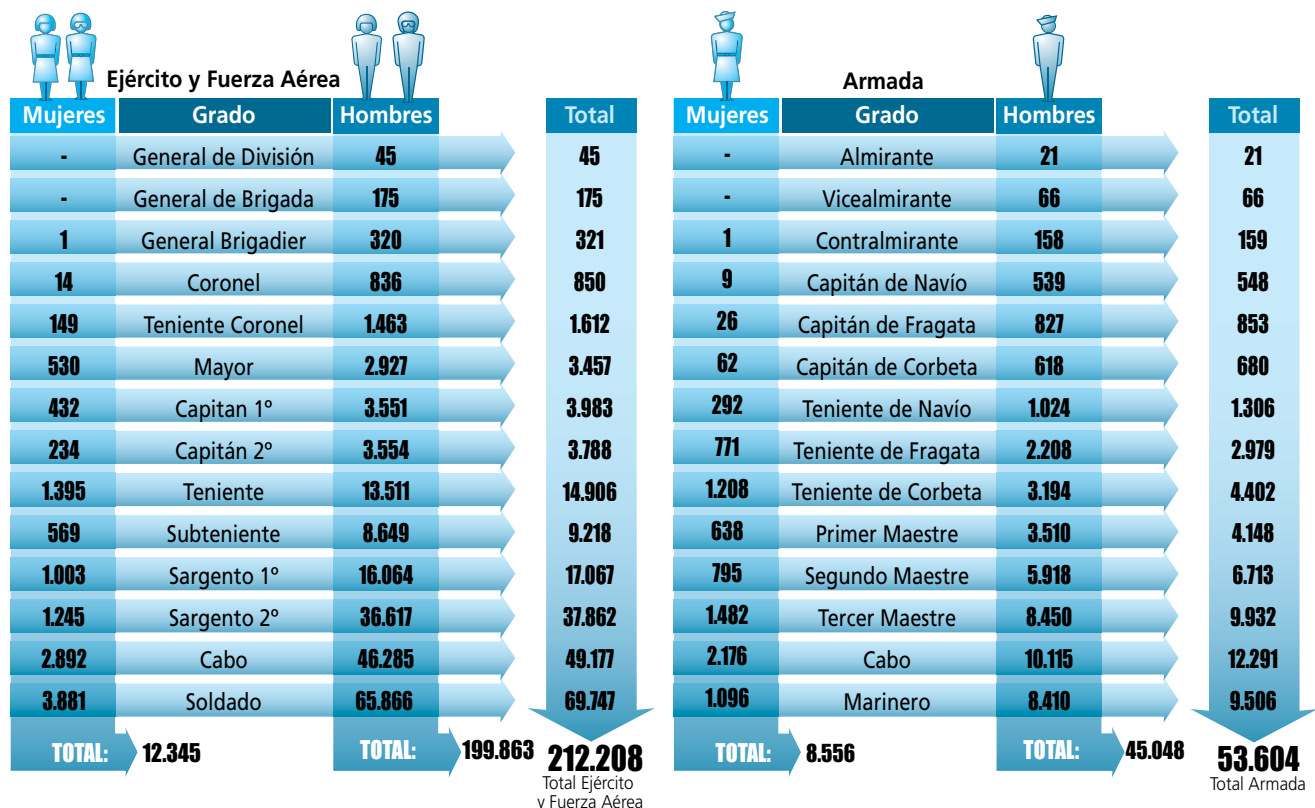 Ejército y Fuerza Aérea
Mujeres Grado Hombres Total
- General de División 45 45
- General de Brigada 175 175
1 General Brigadier 320 321
14 Coronel 836 850
149 Teniente Coronel 1.463 1.612
530 Mayor 2.927 3.457
432 Capitan 1º 3.551 3.983
234 Capitán 2º 3.554 3.788
1.395 Teniente 13.511 14.906
569 Subteniente 8.649 9.218
1.003 Sargento 1º 16.064 17.067
1.245 Sargento 2º 36.617 37.862
2.892 Cabo 46.285 49.177
3.881 Soldado 65.866 69.747
TOTAL: 12.345 TOTAL: 199.863 212.208
Total Ejército
y Fuerza Aérea
Armada
Mujeres Grado Hombres Total
- Almirante 21 21
- Vicealmirante 66 66
1 Contralmirante 158 159
9 Capitán de Navío 539 548
26 Capitán de Fragata 827 853
62 Capitán de Corbeta 618 680
292 Teniente de Navío 1.024 1.306
771 Teniente de Fragata 2.208 2.979
1.208 Teniente de Corbeta 3.194 4.402
638 Primer Maestre 3.510 4.148
795 Segundo Maestre 5.918 6.713
1.482 Tercer Maestre 8.450 9.932
2.176 Cabo 10.115 12.291
1.096 Marinero 8.410 9.506
TOTAL: 8.556 TOTAL: 45.048 53.604
Total Armada